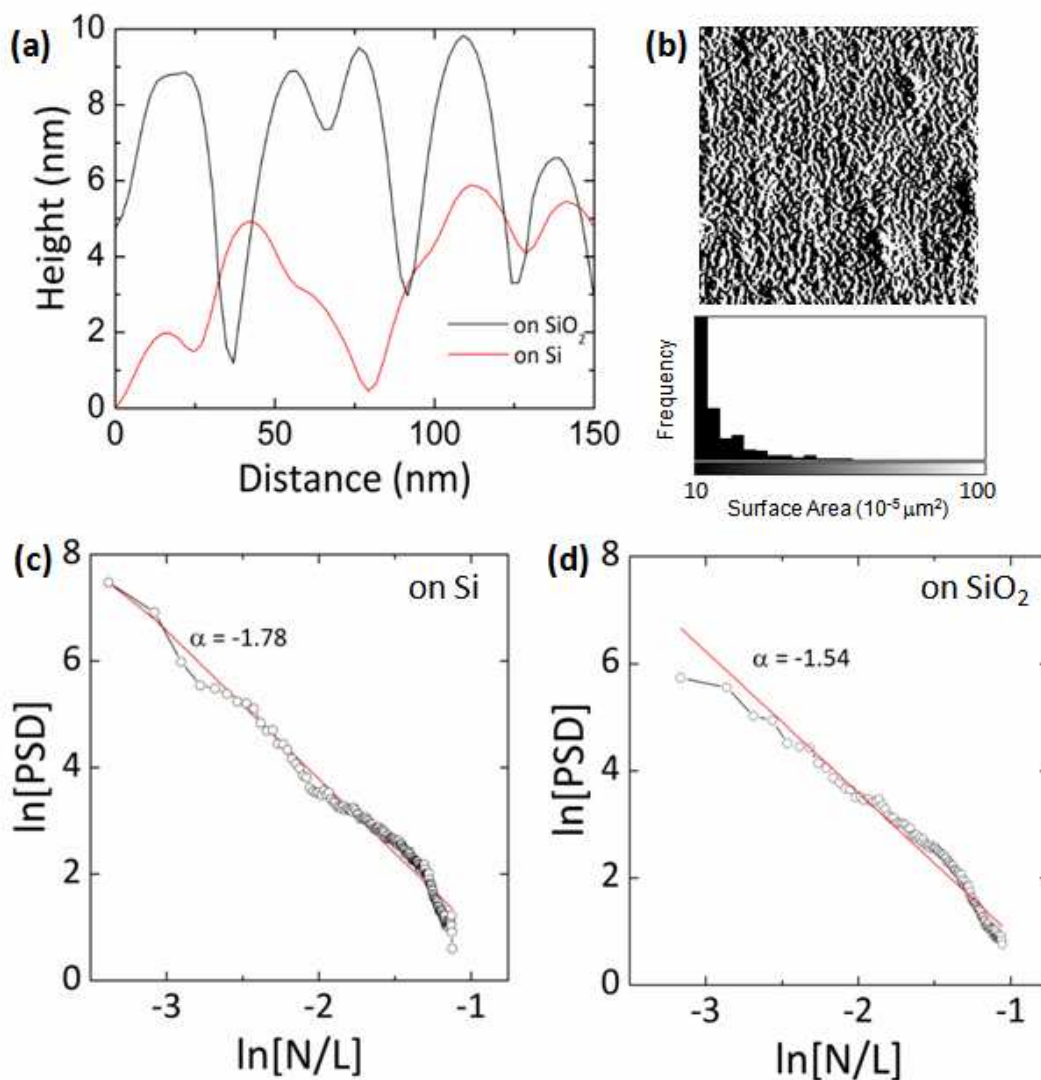 (a)
10
8
6
4
2
0
Height (nm)
0 50 100 150
Distance (nm)
on SiO₂
on Si
(b)
Frequency
10 100
Surface Area (10⁻⁵ μm²)
(c)
on Si
α = -1.78
8
6
4
2
0
ln[PSD]
-3 -2 -1
ln[N/L]
(d)
on SiO₂
α = -1.54
8
6
4
2
0
ln[PSD]
-3 -2 -1
ln[N/L]